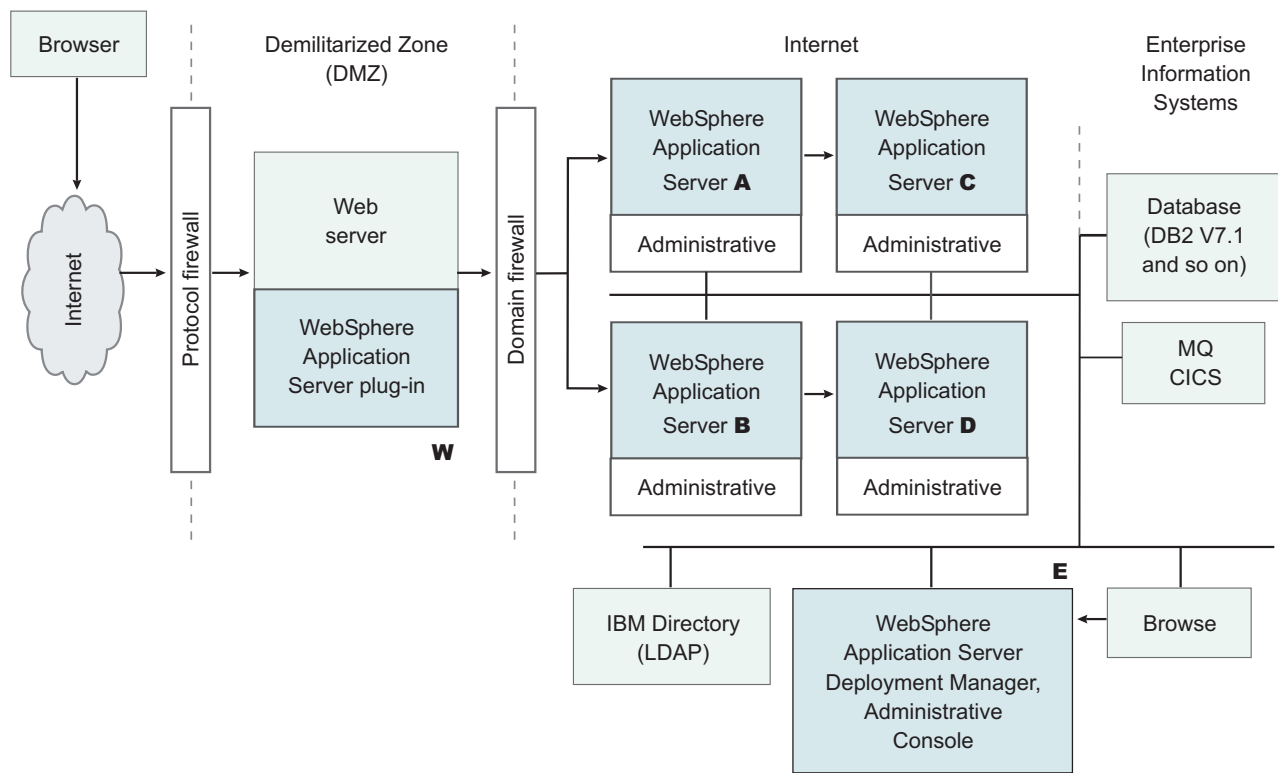 Browser
Demilitarized Zone
(DMZ)
Internet
Enterprise
Information
Systems
Internet
Protocol firewall
Web
server
WebSphere
Application
Server plug-in
W
Domain firewall
WebSphere
Application
Server A
Administrative
WebSphere
Application
Server C
Administrative
WebSphere
Application
Server B
Administrative
WebSphere
Application
Server D
Administrative
Database
(DB2 V7.1
and so on)
MQ
CICS
E
IBM Directory
(LDAP)
WebSphere
Application Server
Deployment Manager,
Administrative
Console
Browse